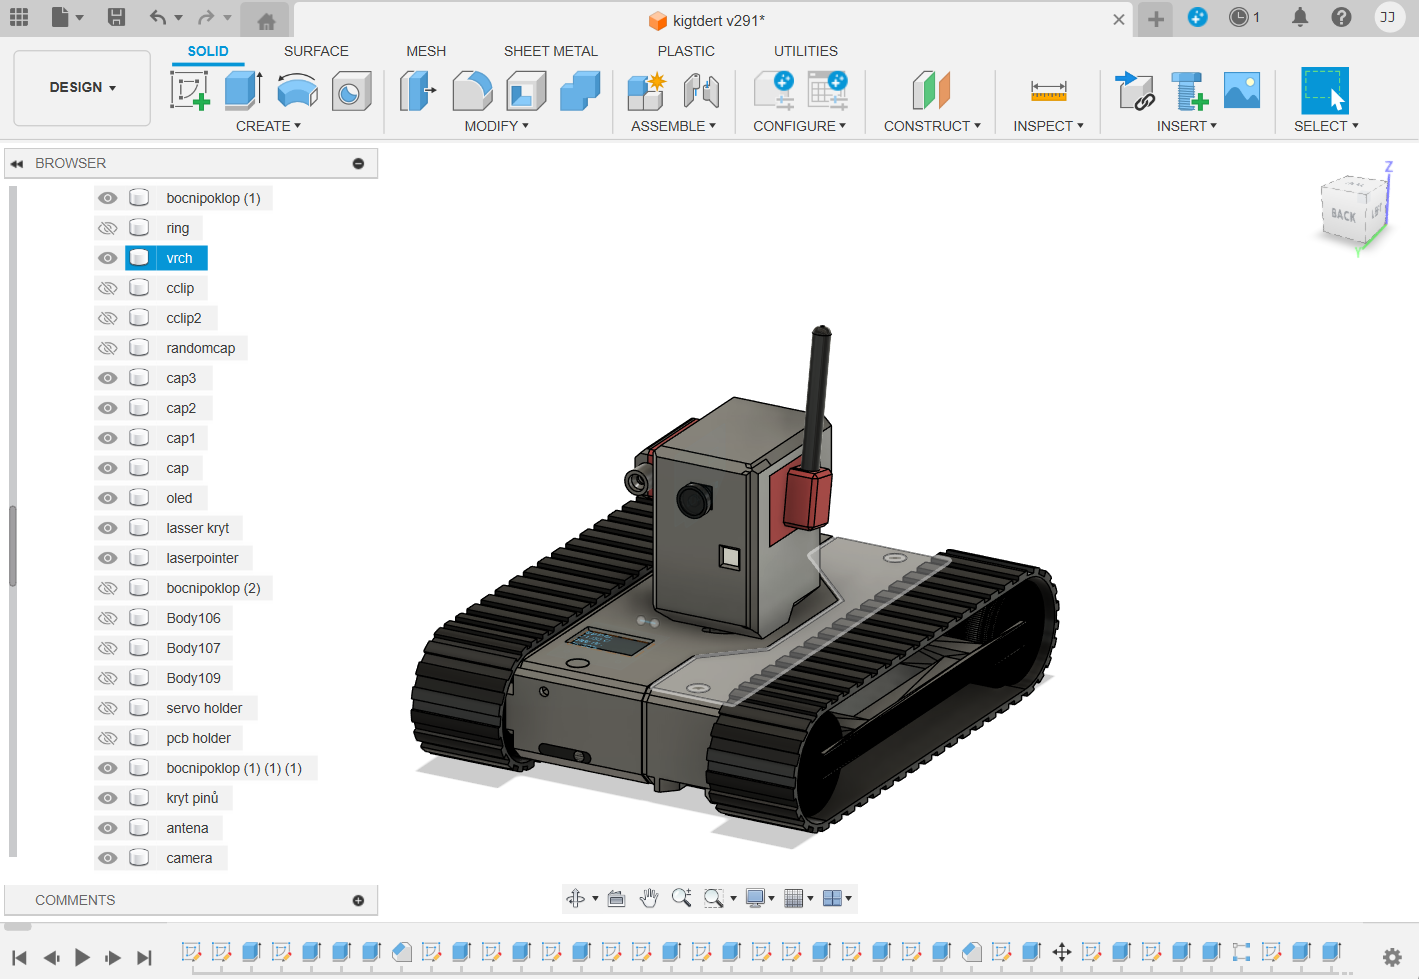 kigtdert v291*
1
JJ
DESIGN
SOLID
SURFACE
MESH
SHEET METAL
PLASTIC
UTILITIES
CREATE
MODIFY
ASSEMBLE
CONFIGURE
CONSTRUCT
INSPECT
INSERT
SELECT
BROWSER
bocnipoklop (1)
ring
vrch
cclip
cclip2
randomcap
cap3
cap2
cap1
cap
oled
lasser kryt
laserpointer
bocnipoklop (2)
Body106
Body107
Body109
servo holder
pcb holder
bocnipoklop (1) (1) (1)
kryt pinů
antena
camera
Z
BACK
LEFT
Y
COMMENTS